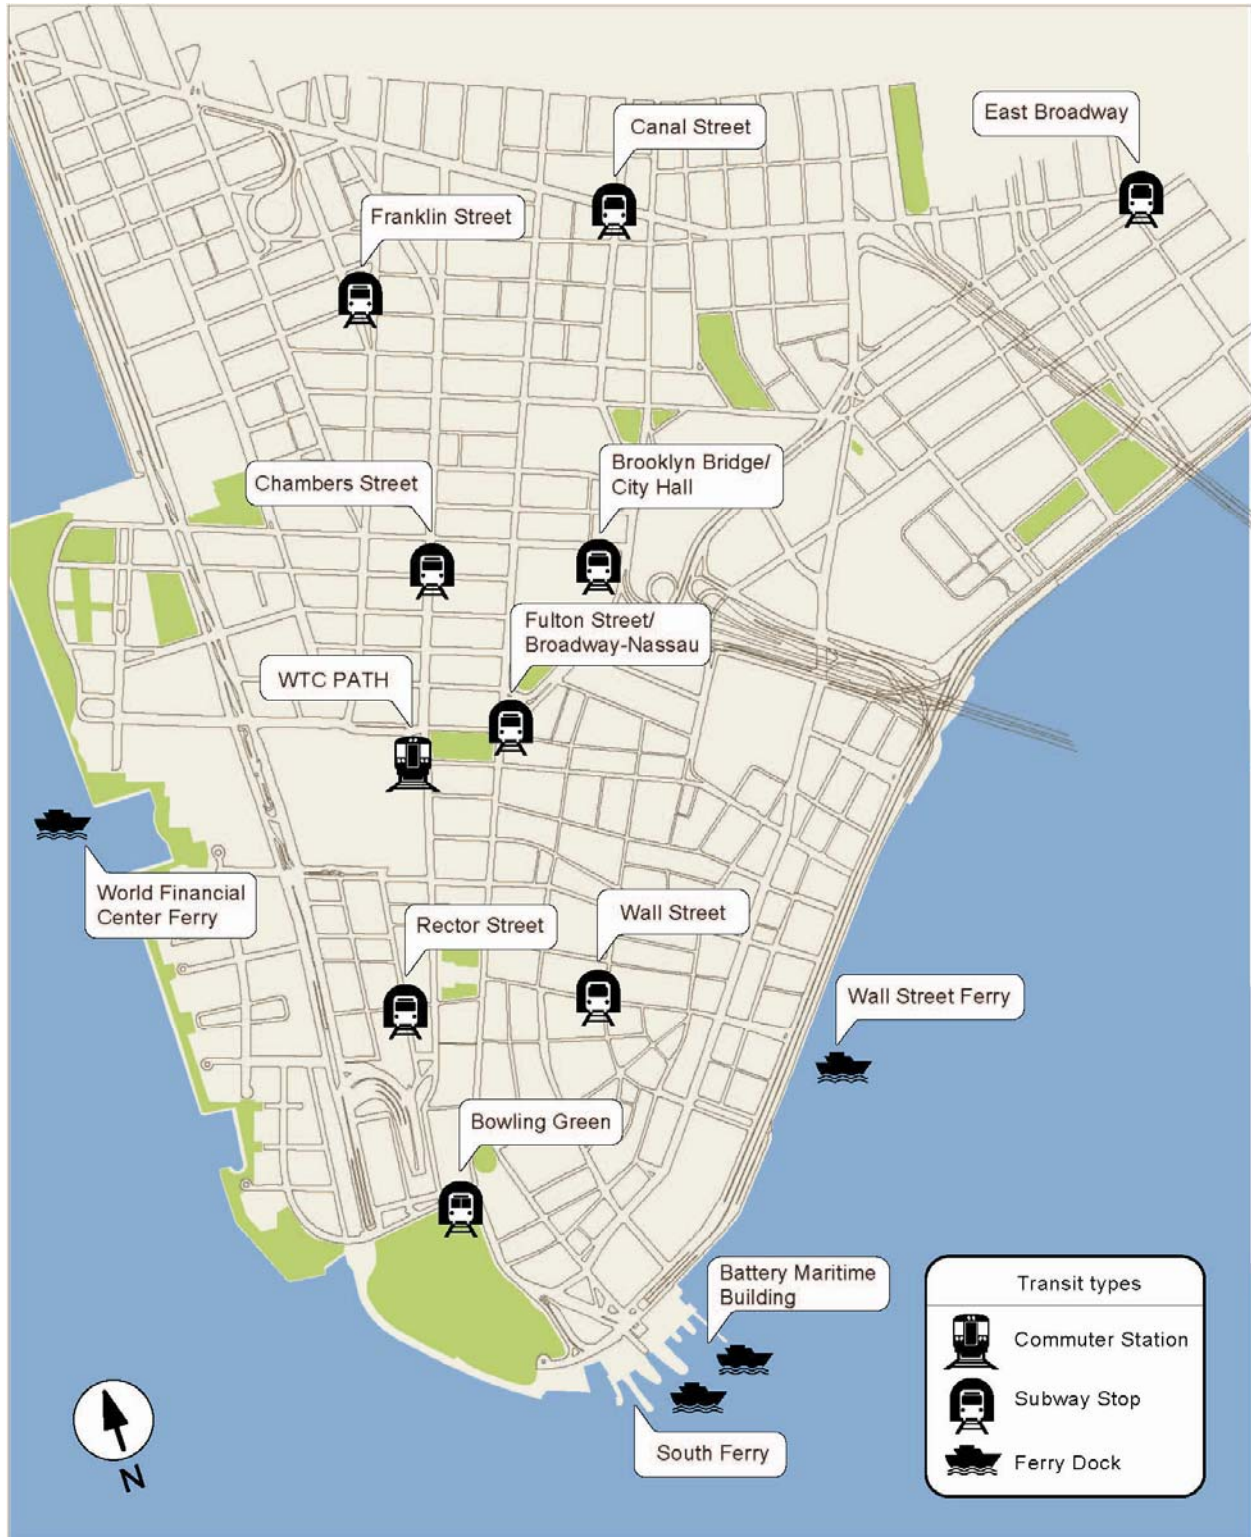 East Broadway
Canal Street
Franklin Street
Brooklyn Bridge/
City Hall
Chambers Street
Fulton Street/
Broadway-Nassau
WTC PATH
World Financial
Center Ferry
Rector Street
Wall Street
Wall Street Ferry
Bowling Green
Battery Maritime
Building
South Ferry
Transit types
Commuter Station
Subway Stop
Ferry Dock
N